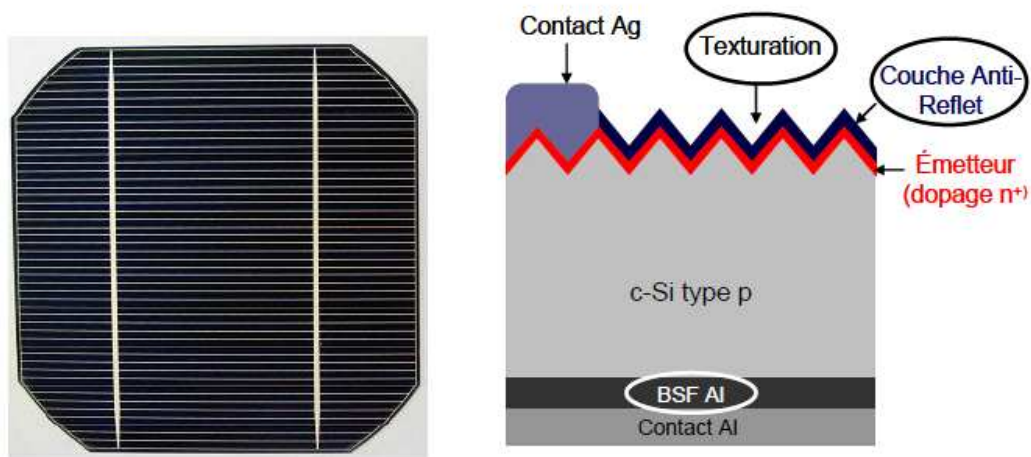 Contact Ag
Texturation
Couche Anti-
Reflet
Émetteur
(dopage n+)
c-Si type p
BSF Al
Contact Al